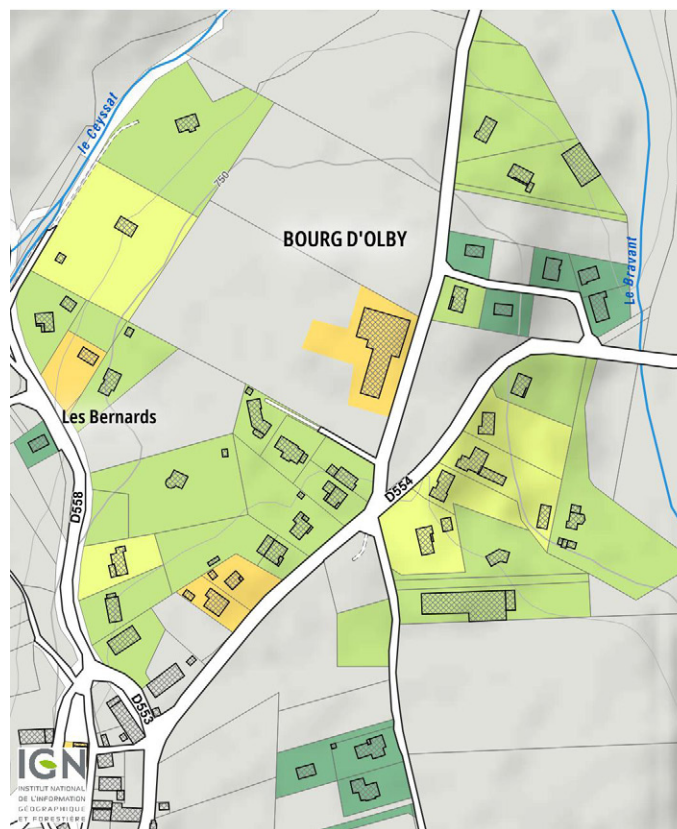 le Ceyssat
750
BOURG D'OLBY
Le Bravant
Les Bernards
D554
D558
D553
IGN
INSTITUT NATIONAL
DE L'INFORMATION
GÉOGRAPHIQUE
ET FORESTIÈRE